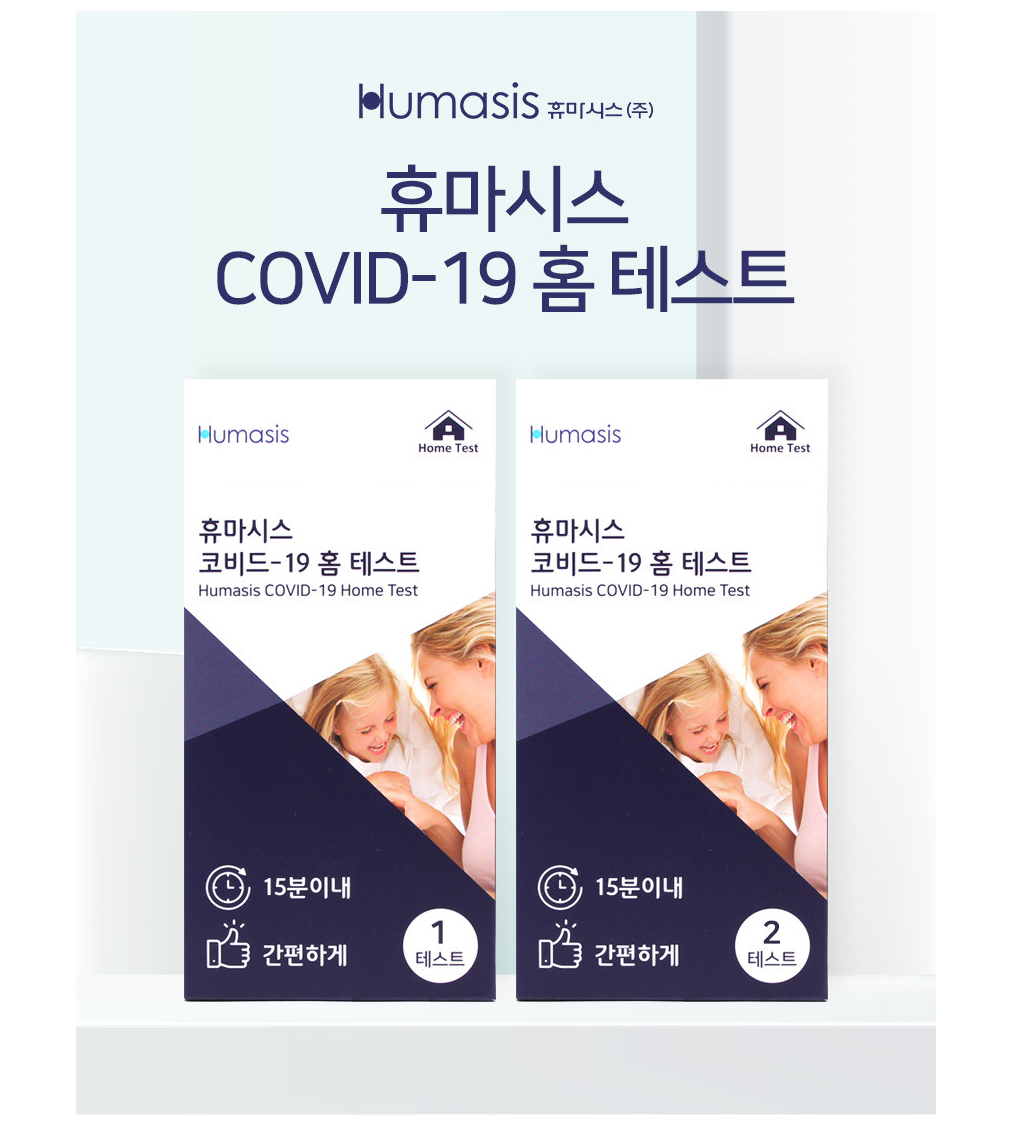 Humasis 휴마시스(주)
휴마시스
COVID-19 홈 테스트
Humasis
Home Test
휴마시스
코비드-19 홈 테스트
Humasis COVID-19 Home Test
15분이내
간편하게
1
테스트
Humasis
Home Test
휴마시스
코비드-19 홈 테스트
Humasis COVID-19 Home Test
15분이내
간편하게
2
테스트